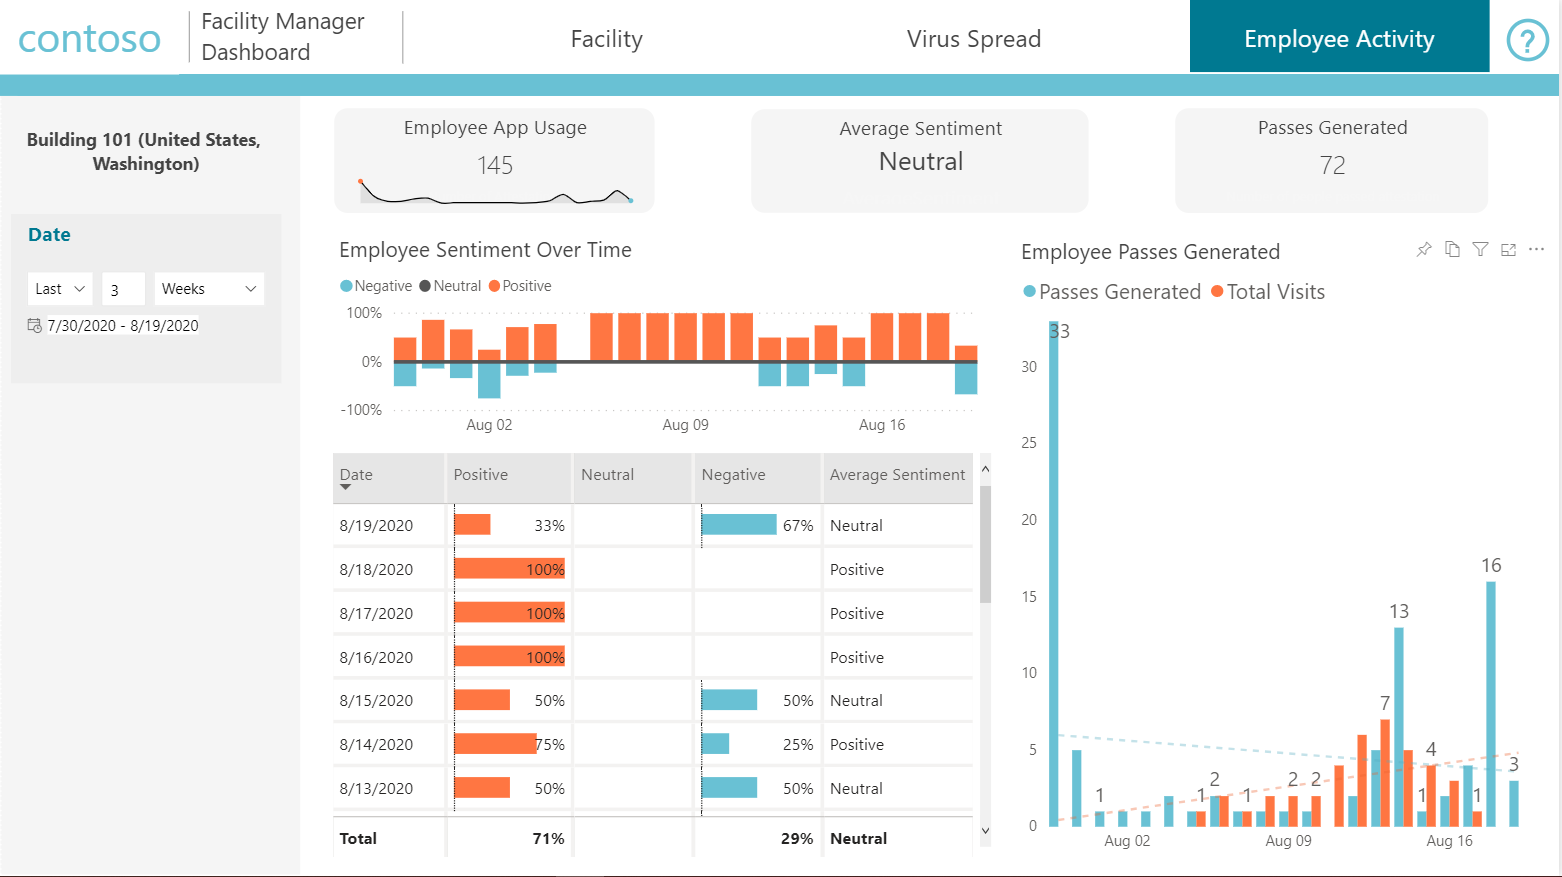 contoso
Facility Manager
Dashboard
Facility
Virus Spread
Employee Activity
?
Building 101 (United States,
Washington)
Date
Last
3
Weeks
7/30/2020 - 8/19/2020
Employee App Usage
145
Average Sentiment
Neutral
Passes Generated
72
Employee Sentiment Over Time
Negative Neutral Positive
100%
0%
-100%
Aug 02 Aug 09 Aug 16
Date Positive Neutral Negative Average Sentiment
8/19/2020 33% 67% Neutral
8/18/2020 100% Positive
8/17/2020 100% Positive
8/16/2020 100% Positive
8/15/2020 50% 50% Neutral
8/14/2020 75% 25% Positive
8/13/2020 50% 50% Neutral
Total 71% 29% Neutral
Employee Passes Generated
Passes Generated Total Visits
33
30
25
20
16
15
13
10
7
5
4
3
1 1 2 1 2 2 1 1
0
Aug 02 Aug 09 Aug 16